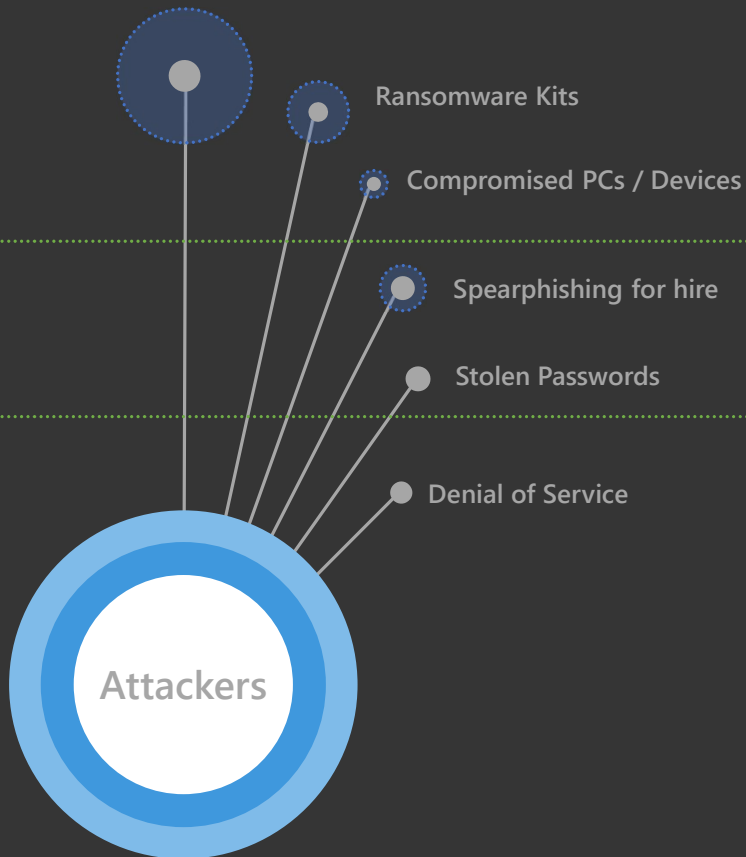 Ransomware Kits
Compromised PCs / Devices
Spearphishing for hire
Stolen Passwords
Denial of Service
Attackers